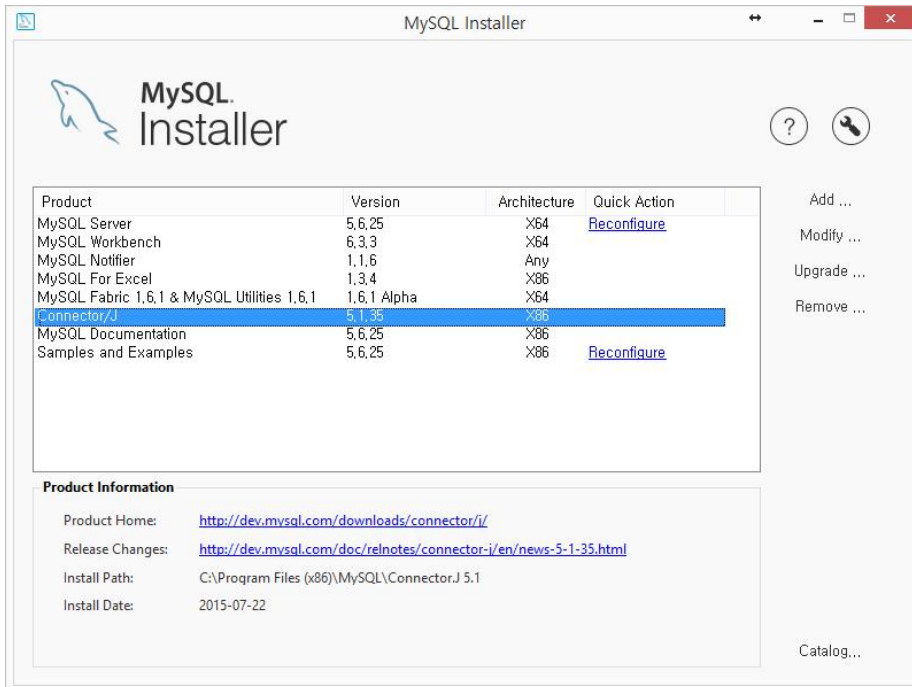 MySQL Installer
MySQL.
Installer
?
Product Version Architecture Quick Action
MySQL Server 5,6,25 X64 Reconfigure
MySQL Workbench 6,3,3 X64
MySQL Notifier 1,1,6 Any
MySQL For Excel 1,3,4 X86
MySQL Fabric 1,6,1 & MySQL Utilities 1,6,1 1,6,1 Alpha X64
Connector/J 5,1,35 X86
MySQL Documentation 5,6,25 X86
Samples and Examples 5,6,25 X86 Reconfigure
Add ...
Modify ...
Upgrade ...
Remove ...
Product Information
Product Home: http://dev.mysql.com/downloads/connector/j/
Release Changes: http://dev.mysql.com/doc/relnotes/connector-j/en/news-5-1-35.html
Install Path: C:\Program Files (x86)\MySQL\Connector.J 5.1
Install Date: 2015-07-22
Catalog,,,